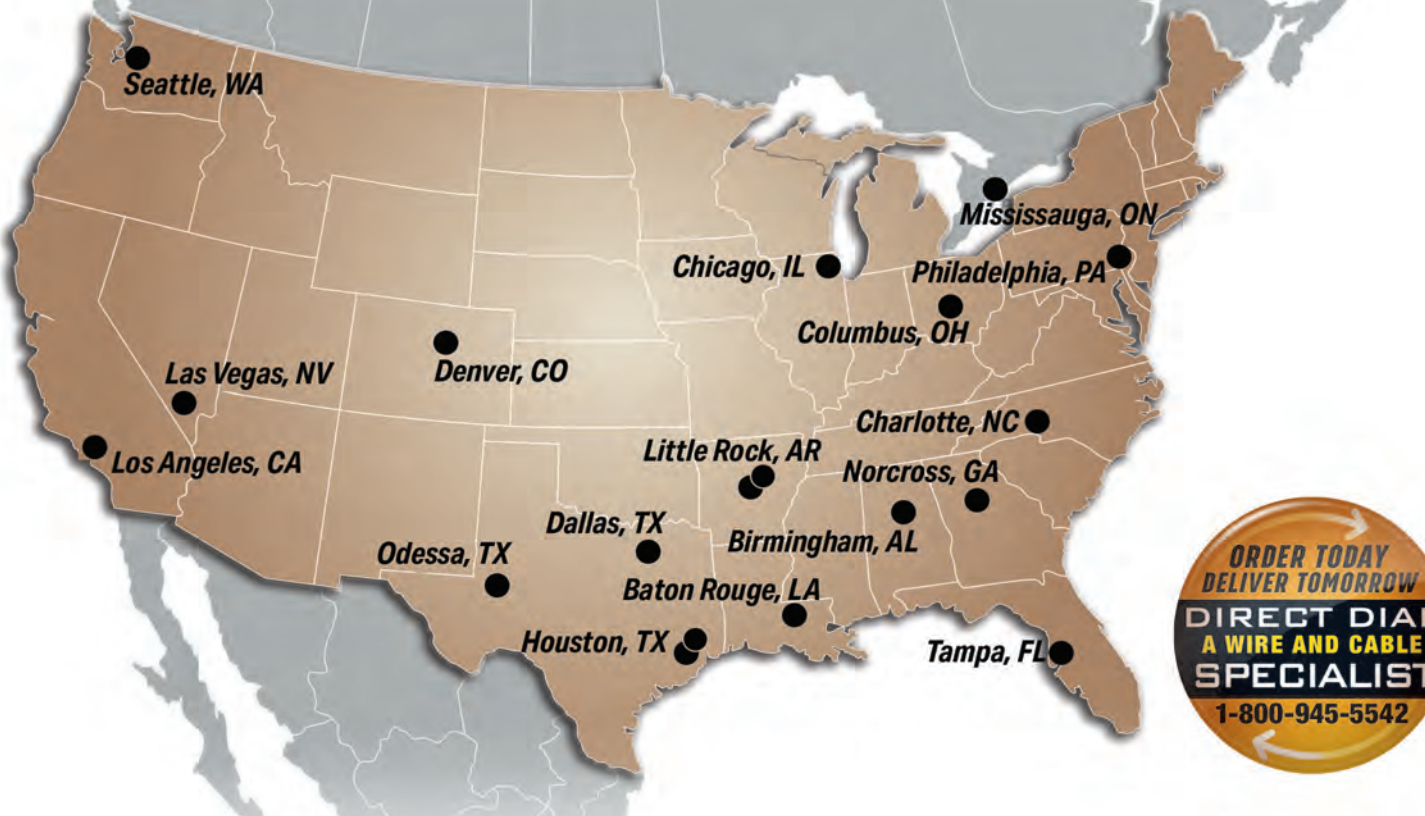 Seattle, WA
Mississauga, ON
Chicago, IL
Philadelphia, PA
Columbus, OH
Las Vegas, NV
Denver, CO
Charlotte, NC
Little Rock, AR
Los Angeles, CA
Norcross, GA
Dallas, TX
Birmingham, AL
Odessa, TX
Baton Rouge, LA
Houston, TX
Tampa, FL
ORDER TODAY
DELIVER TOMORROW
DIRECT DIAL
A WIRE AND CABLE
SPECIALIST
1-800-945-5542